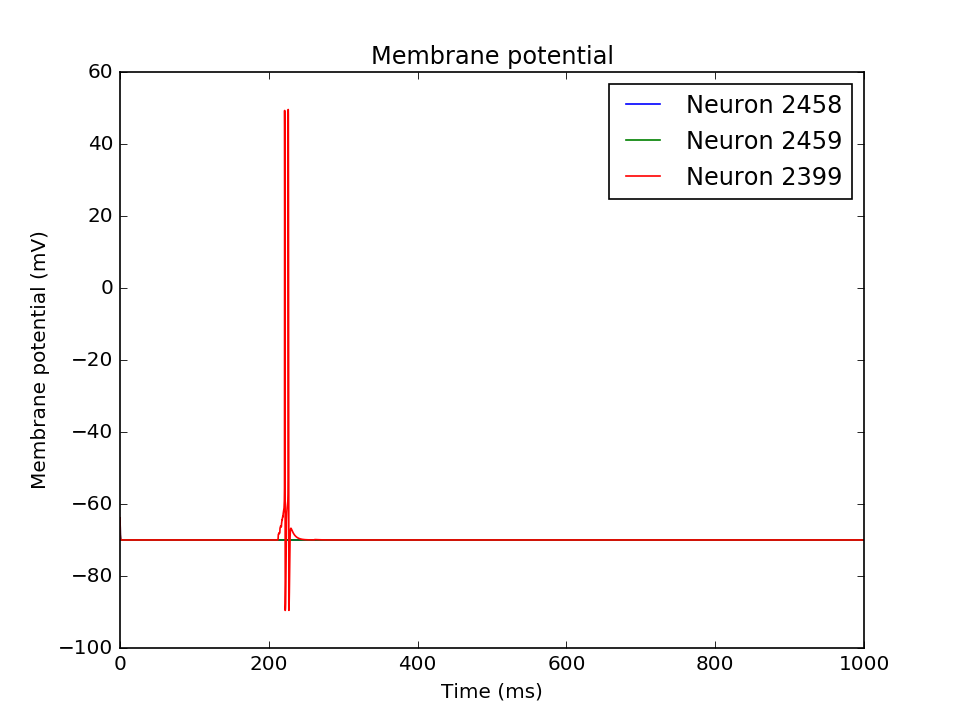 Membrane potential
60
40
20
0
−20
−40
−60
−80
−100
Membrane potential (mV)
Neuron 2458
Neuron 2459
Neuron 2399
0 200 400 600 800 1000
Time (ms)